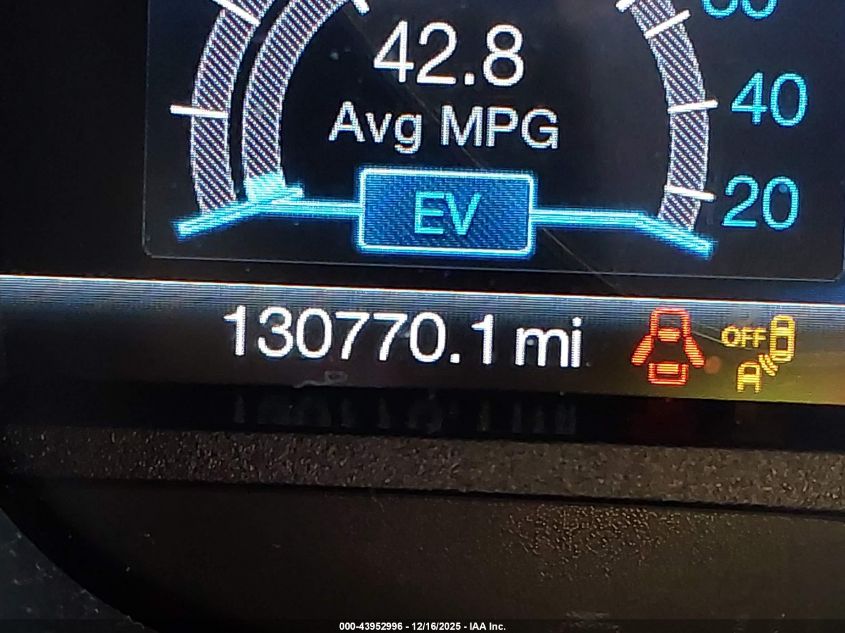 42.8
Avg MPG
40
20
EV
130770.1 mi
OFF
A
000-43952996 - 12/16/2025 - IAA Inc.